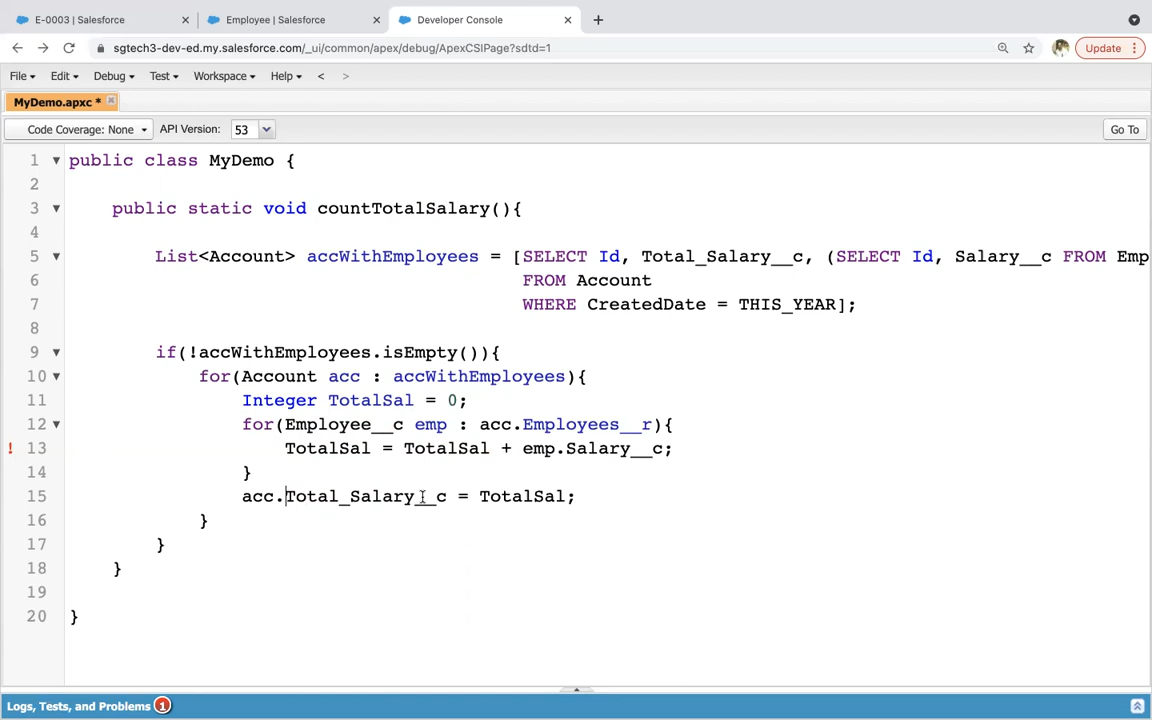 E-0003 | Salesforce
Employee | Salesforce
Developer Console
sgtech3-dev-ed.my.salesforce.com/_ui/common/apex/debug/ApexCSIPage?sdtd=1
Update
File Edit Debug Test Workspace Help < >
MyDemo.apxc *
Code Coverage: None API Version: 53 Go To
1 public class MyDemo {
2
3 public static void countTotalSalary(){
4
5 List<Account> accWithEmployees = [SELECT Id, Total_Salary__c, (SELECT Id, Salary__c FROM Emp
6 FROM Account
7 WHERE CreatedDate = THIS_YEAR];
8
9 if(!accWithEmployees.isEmpty()){
10 for(Account acc : accWithEmployees){
11 Integer TotalSal = 0;
12 for(Employee__c emp : acc.Employees__r){
! 13 TotalSal = TotalSal + emp.Salary__c;
14 }
15 acc.Total_Salary__c = TotalSal;
16 }
17 }
18 }
19
20 }
Logs, Tests, and Problems 1